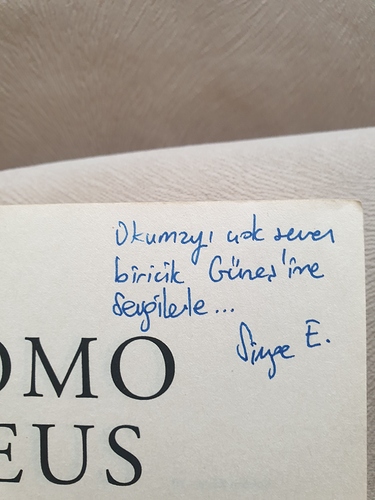 Okumayı çok seven
biricik Güneş'ime
Sevgilerle...
Simge E.
OMO
EUS